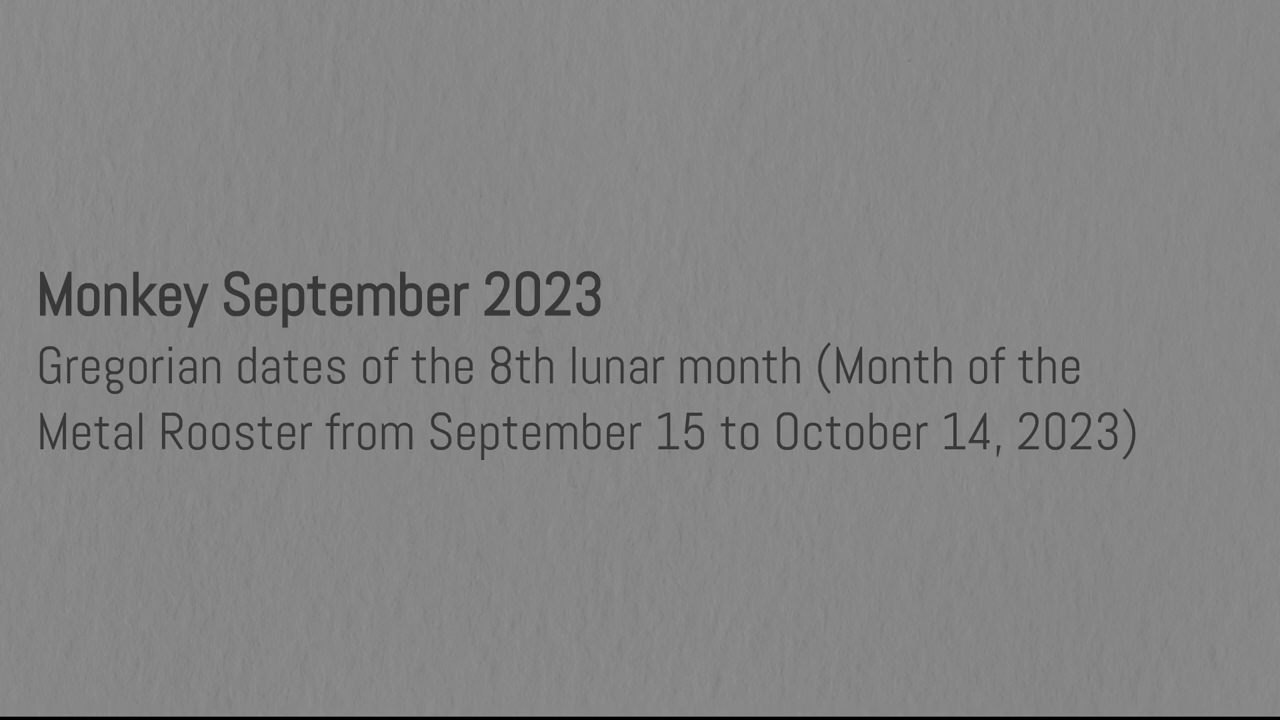 Monkey September 2023
Gregorian dates of the 8th lunar month (Month of the
Metal Rooster from September 15 to October 14, 2023)